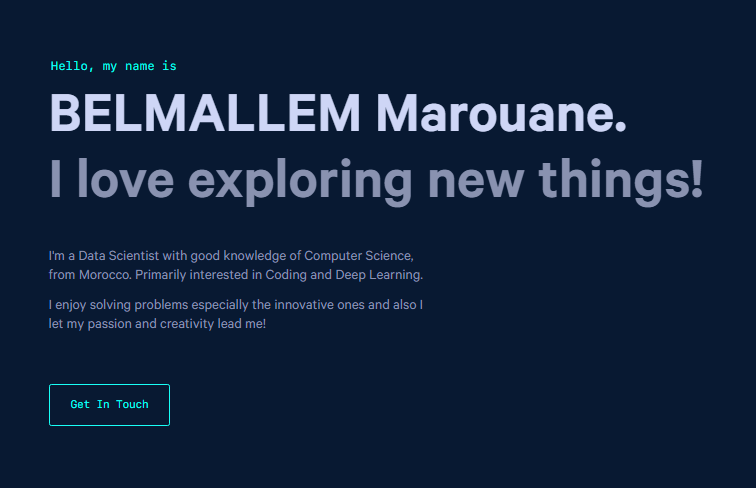 Hello, my name is
BELMALLEM Marouane.
I love exploring new things!
I'm a Data Scientist with good knowledge of Computer Science,
from Morocco. Primarily interested in Coding and Deep Learning.
I enjoy solving problems especially the innovative ones and also I
let my passion and creativity lead me!
Get In Touch